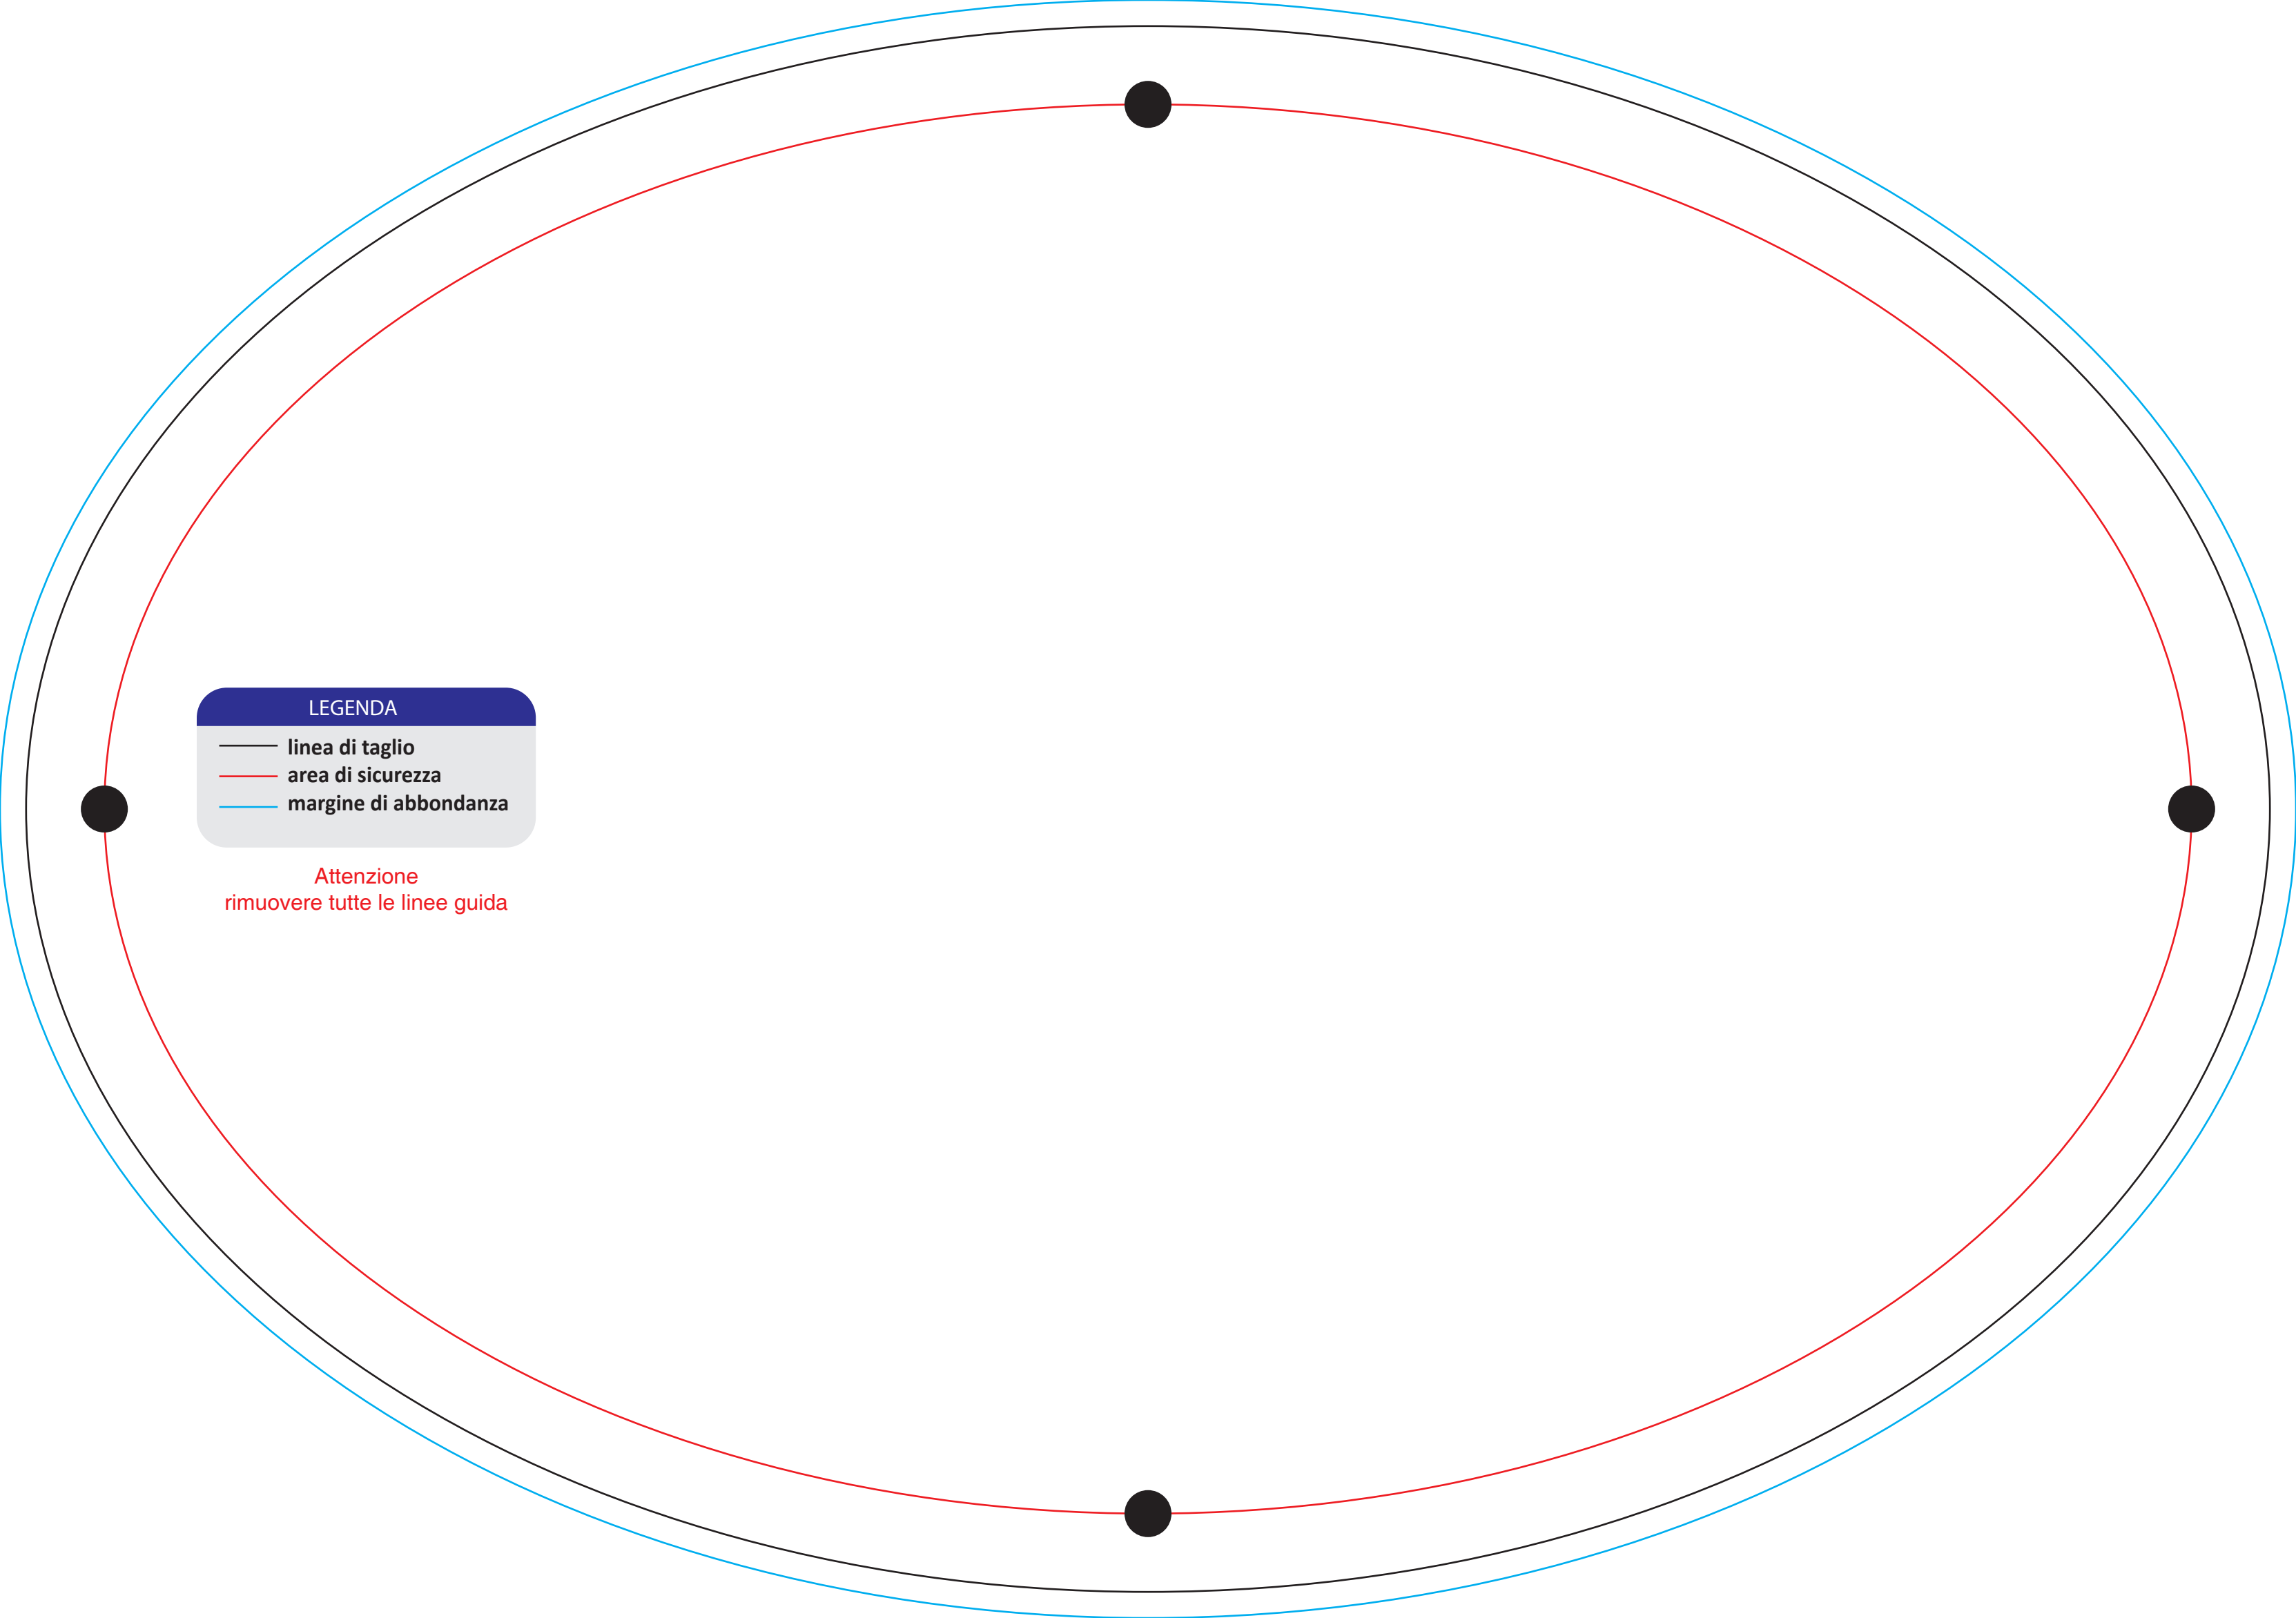 LEGENDA
linea di taglio
area di sicurezza
margine di abbondanza
Attenzione
rimuovere tutte le linee guida